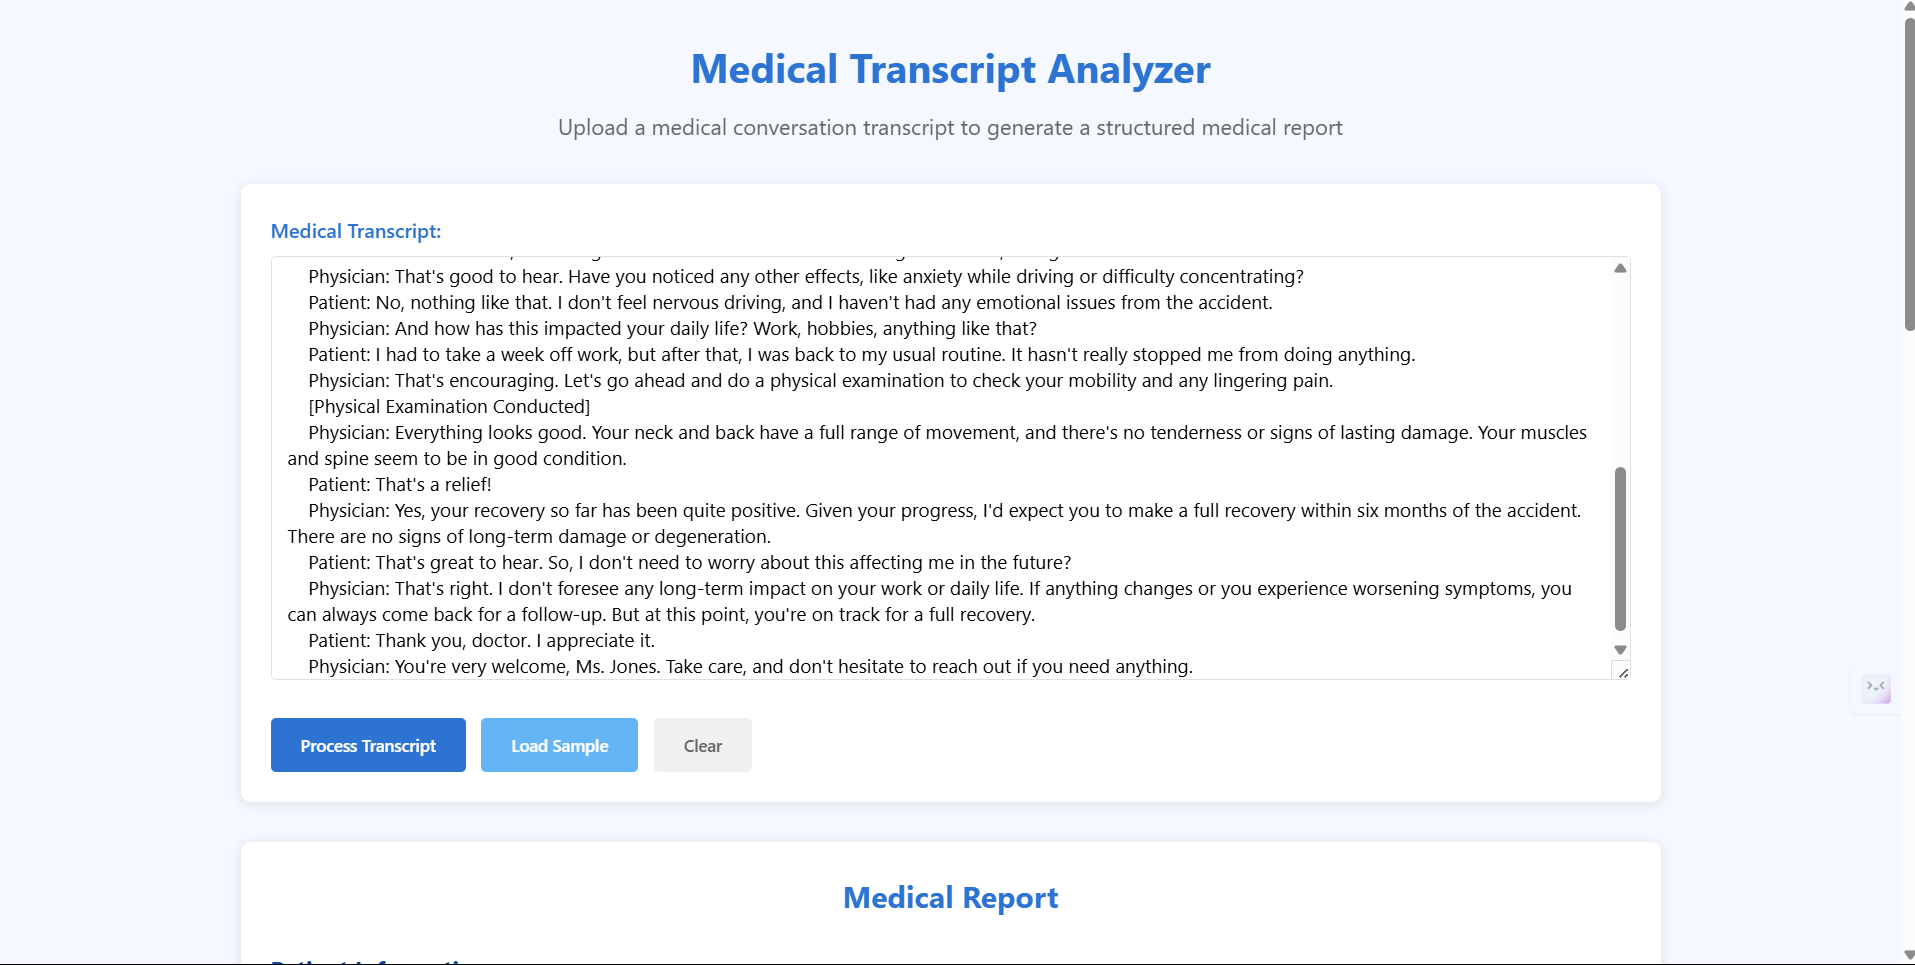 Medical Transcript Analyzer
Upload a medical conversation transcript to generate a structured medical report
Medical Transcript:
Physician: That's good to hear. Have you noticed any other effects, like anxiety while driving or difficulty concentrating?
Patient: No, nothing like that. I don't feel nervous driving, and I haven't had any emotional issues from the accident.
Physician: And how has this impacted your daily life? Work, hobbies, anything like that?
Patient: I had to take a week off work, but after that, I was back to my usual routine. It hasn't really stopped me from doing anything.
Physician: That's encouraging. Let's go ahead and do a physical examination to check your mobility and any lingering pain.
[Physical Examination Conducted]
Physician: Everything looks good. Your neck and back have a full range of movement, and there's no tenderness or signs of lasting damage. Your muscles
and spine seem to be in good condition.
Patient: That's a relief!
Physician: Yes, your recovery so far has been quite positive. Given your progress, I'd expect you to make a full recovery within six months of the accident.
There are no signs of long-term damage or degeneration.
Patient: That's great to hear. So, I don't need to worry about this affecting me in the future?
Physician: That's right. I don't foresee any long-term impact on your work or daily life. If anything changes or you experience worsening symptoms, you
can always come back for a follow-up. But at this point, you're on track for a full recovery.
Patient: Thank you, doctor. I appreciate it.
Physician: You're very welcome, Ms. Jones. Take care, and don't hesitate to reach out if you need anything.
Process Transcript
Load Sample
Clear
Medical Report